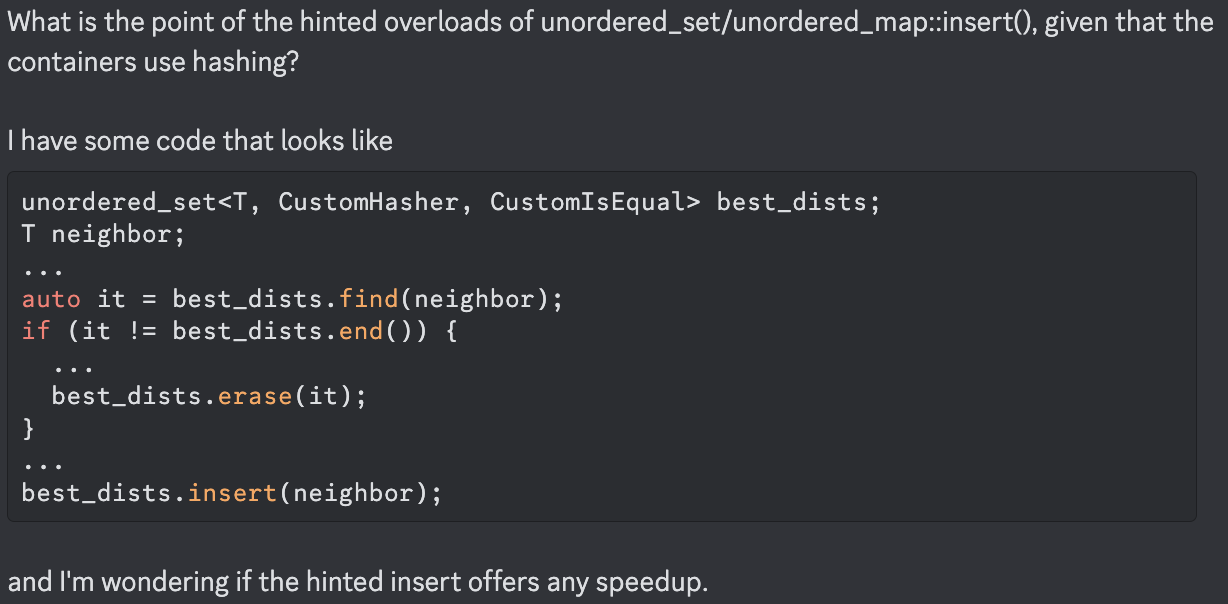 What is the point of the hinted overloads of unordered_set/unordered_map::insert(), given that the
containers use hashing?
I have some code that looks like
unordered_set<T, CustomHasher, CustomIsEqual> best_dists;
T neighbor;
...
auto it = best_dists.find(neighbor);
if (it != best_dists.end()) {
  ...
  best_dists.erase(it);
}
...
best_dists.insert(neighbor);
and I'm wondering if the hinted insert offers any speedup.